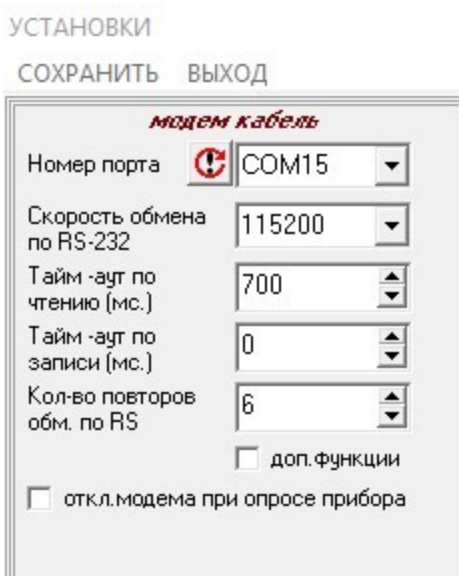 УСТАНОВКИ
СОХРАНИТЬ ВЫХОД
модем кабель
Номер порта COM15
Скорость обмена
по RS-232
115200
Тайм -аут по
чтению (мс.)
700
Тайм -аут по
записи (мс.)
0
Кол-во повторов
обм. по RS
6
доп.функции
откл.модема при опросе прибора